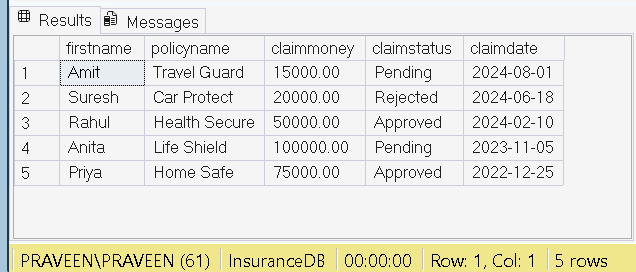 Results Messages
firstname policyname claimmoney claimstatus claimdate
1 Amit Travel Guard 15000.00 Pending 2024-08-01
2 Suresh Car Protect 20000.00 Rejected 2024-06-18
3 Rahul Health Secure 50000.00 Approved 2024-02-10
4 Anita Life Shield 100000.00 Pending 2023-11-05
5 Priya Home Safe 75000.00 Approved 2022-12-25
PRAVEEN\PRAVEEN (61) InsuranceDB 00:00:00 Row: 1, Col: 1 5 rows